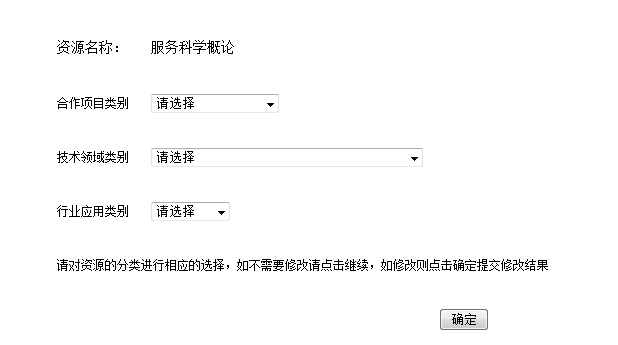 资源名称： 服务科学概论
合作项目类别 请选择
技术领域类别 请选择
行业应用类别 请选择
请对资源的分类进行相应的选择，如不需要修改请点击继续，如修改则点击确定提交修改结果
确定